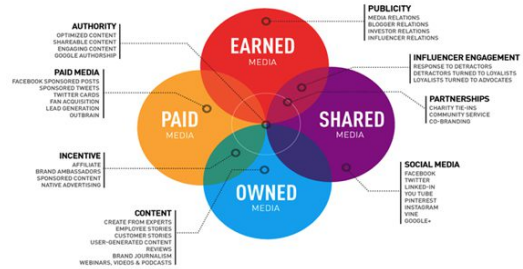 PUBLICITY
MEDIA RELATIONS
BLOGGER RELATIONS
INVESTOR RELATIONS
INFLUENCER RELATIONS
AUTHORITY
OPTIMIZED CONTENT
SHAREABLE CONTENT
ENGAGING CONTENT
GOOGLE AUTHORSHIP
EARNED
MEDIA
INFLUENCER ENGAGEMENT
RESPONSE TO DETRACTORS
DETRACTORS TURNED TO LOYALISTS
LOYALISTS TURNED TO ADVOCATES
PAID MEDIA
FACEBOOK SPONSORED POSTS
SPONSORED TWEETS
TWITTER CARDS
FAN ACQUISITION
LEAD GENERATION
OUTBRAIN
PARTNERSHIPS
CHARITY TIE-INS
COMMUNITY SERVICE
CO-BRANDING
PAID
MEDIA
SHARED
MEDIA
INCENTIVE
AFFILIATE
BRAND AMBASSADORS
SPONSORED CONTENT
NATIVE ADVERTISING
SOCIAL MEDIA
FACEBOOK
TWITTER
LINKED-IN
YOU TUBE
PINTEREST
INSTAGRAM
VINE
GOOGLE+
OWNED
MEDIA
CONTENT
CREATE FROM EXPERTS
EMPLOYEE STORIES
CUSTOMER STORIES
USER-GENERATED CONTENT
REVIEWS
BRAND JOURNALISM
WEBINARS, VIDEOS & PODCASTS